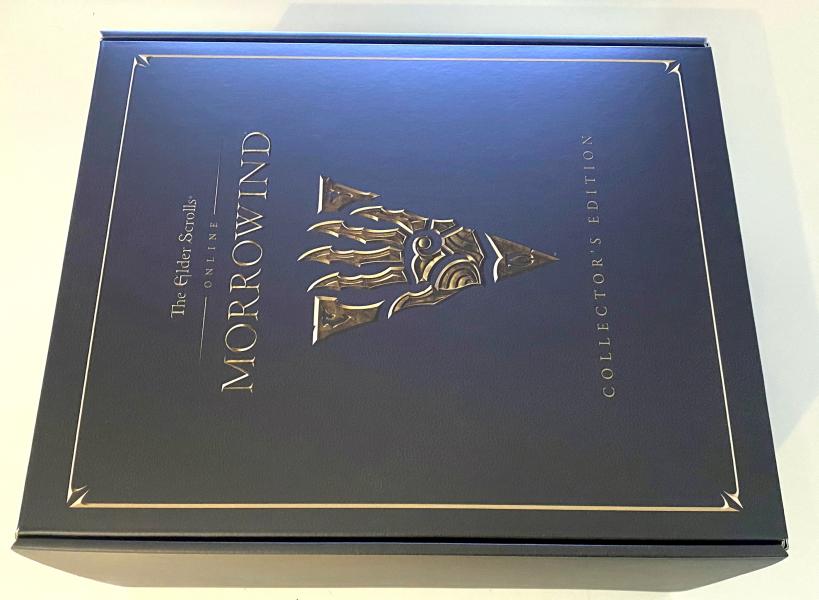 The Elder Scrolls®
ONLINE
MORROWIND
COLLECTOR'S EDITION